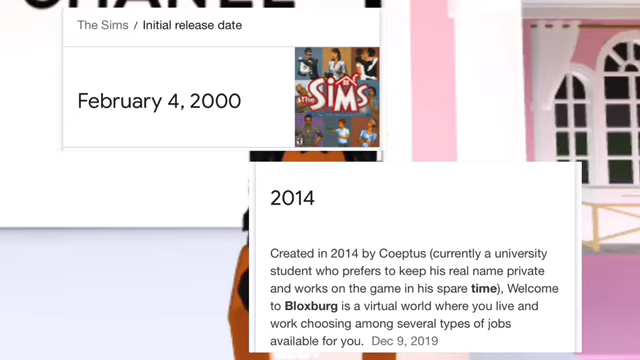 CHANEL
The Sims / Initial release date
February 4, 2000
The SiMS
2014
Created in 2014 by Coeptus (currently a university
student who prefers to keep his real name private
and works on the game in his spare time), Welcome
to Bloxburg is a virtual world where you live and
work choosing among several types of jobs
available for you. Dec 9, 2019